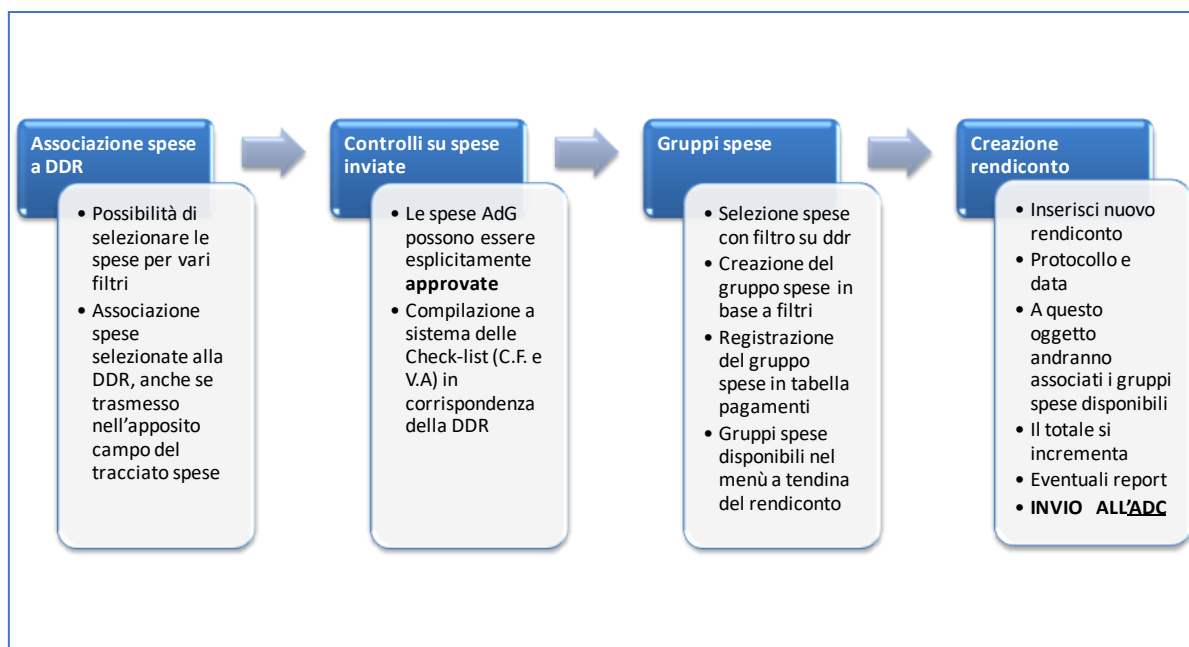 Associazione spese
a DDR
• Possibilità di
selezionare le
spese per vari
filtri
• Associazione
spese
selezionate alla
DDR, anche se
trasmesso
nell’apposito
campo del
tracciato spese
Controlli su spese
inviate
• Le spese AdG
possono essere
esplicitamente
approvate
• Compilazione a
sistema delle
Check-list (C.F. e
V.A) in
corrispondenza
della DDR
Gruppi spese
• Selezione spese
con filtro su ddr
• Creazione del
gruppo spese in
base a filtri
• Registrazione
del gruppo
spese in tabella
pagamenti
• Gruppi spese
disponibili nel
menù a tendina
del rendiconto
Creazione
rendiconto
• Inserisci nuovo
rendiconto
• Protocollo e
data
• A questo
oggetto
andranno
associati i gruppi
spese disponibili
• Il totale si
incrementa
• Eventuali report
• INVIO ALL’ADC